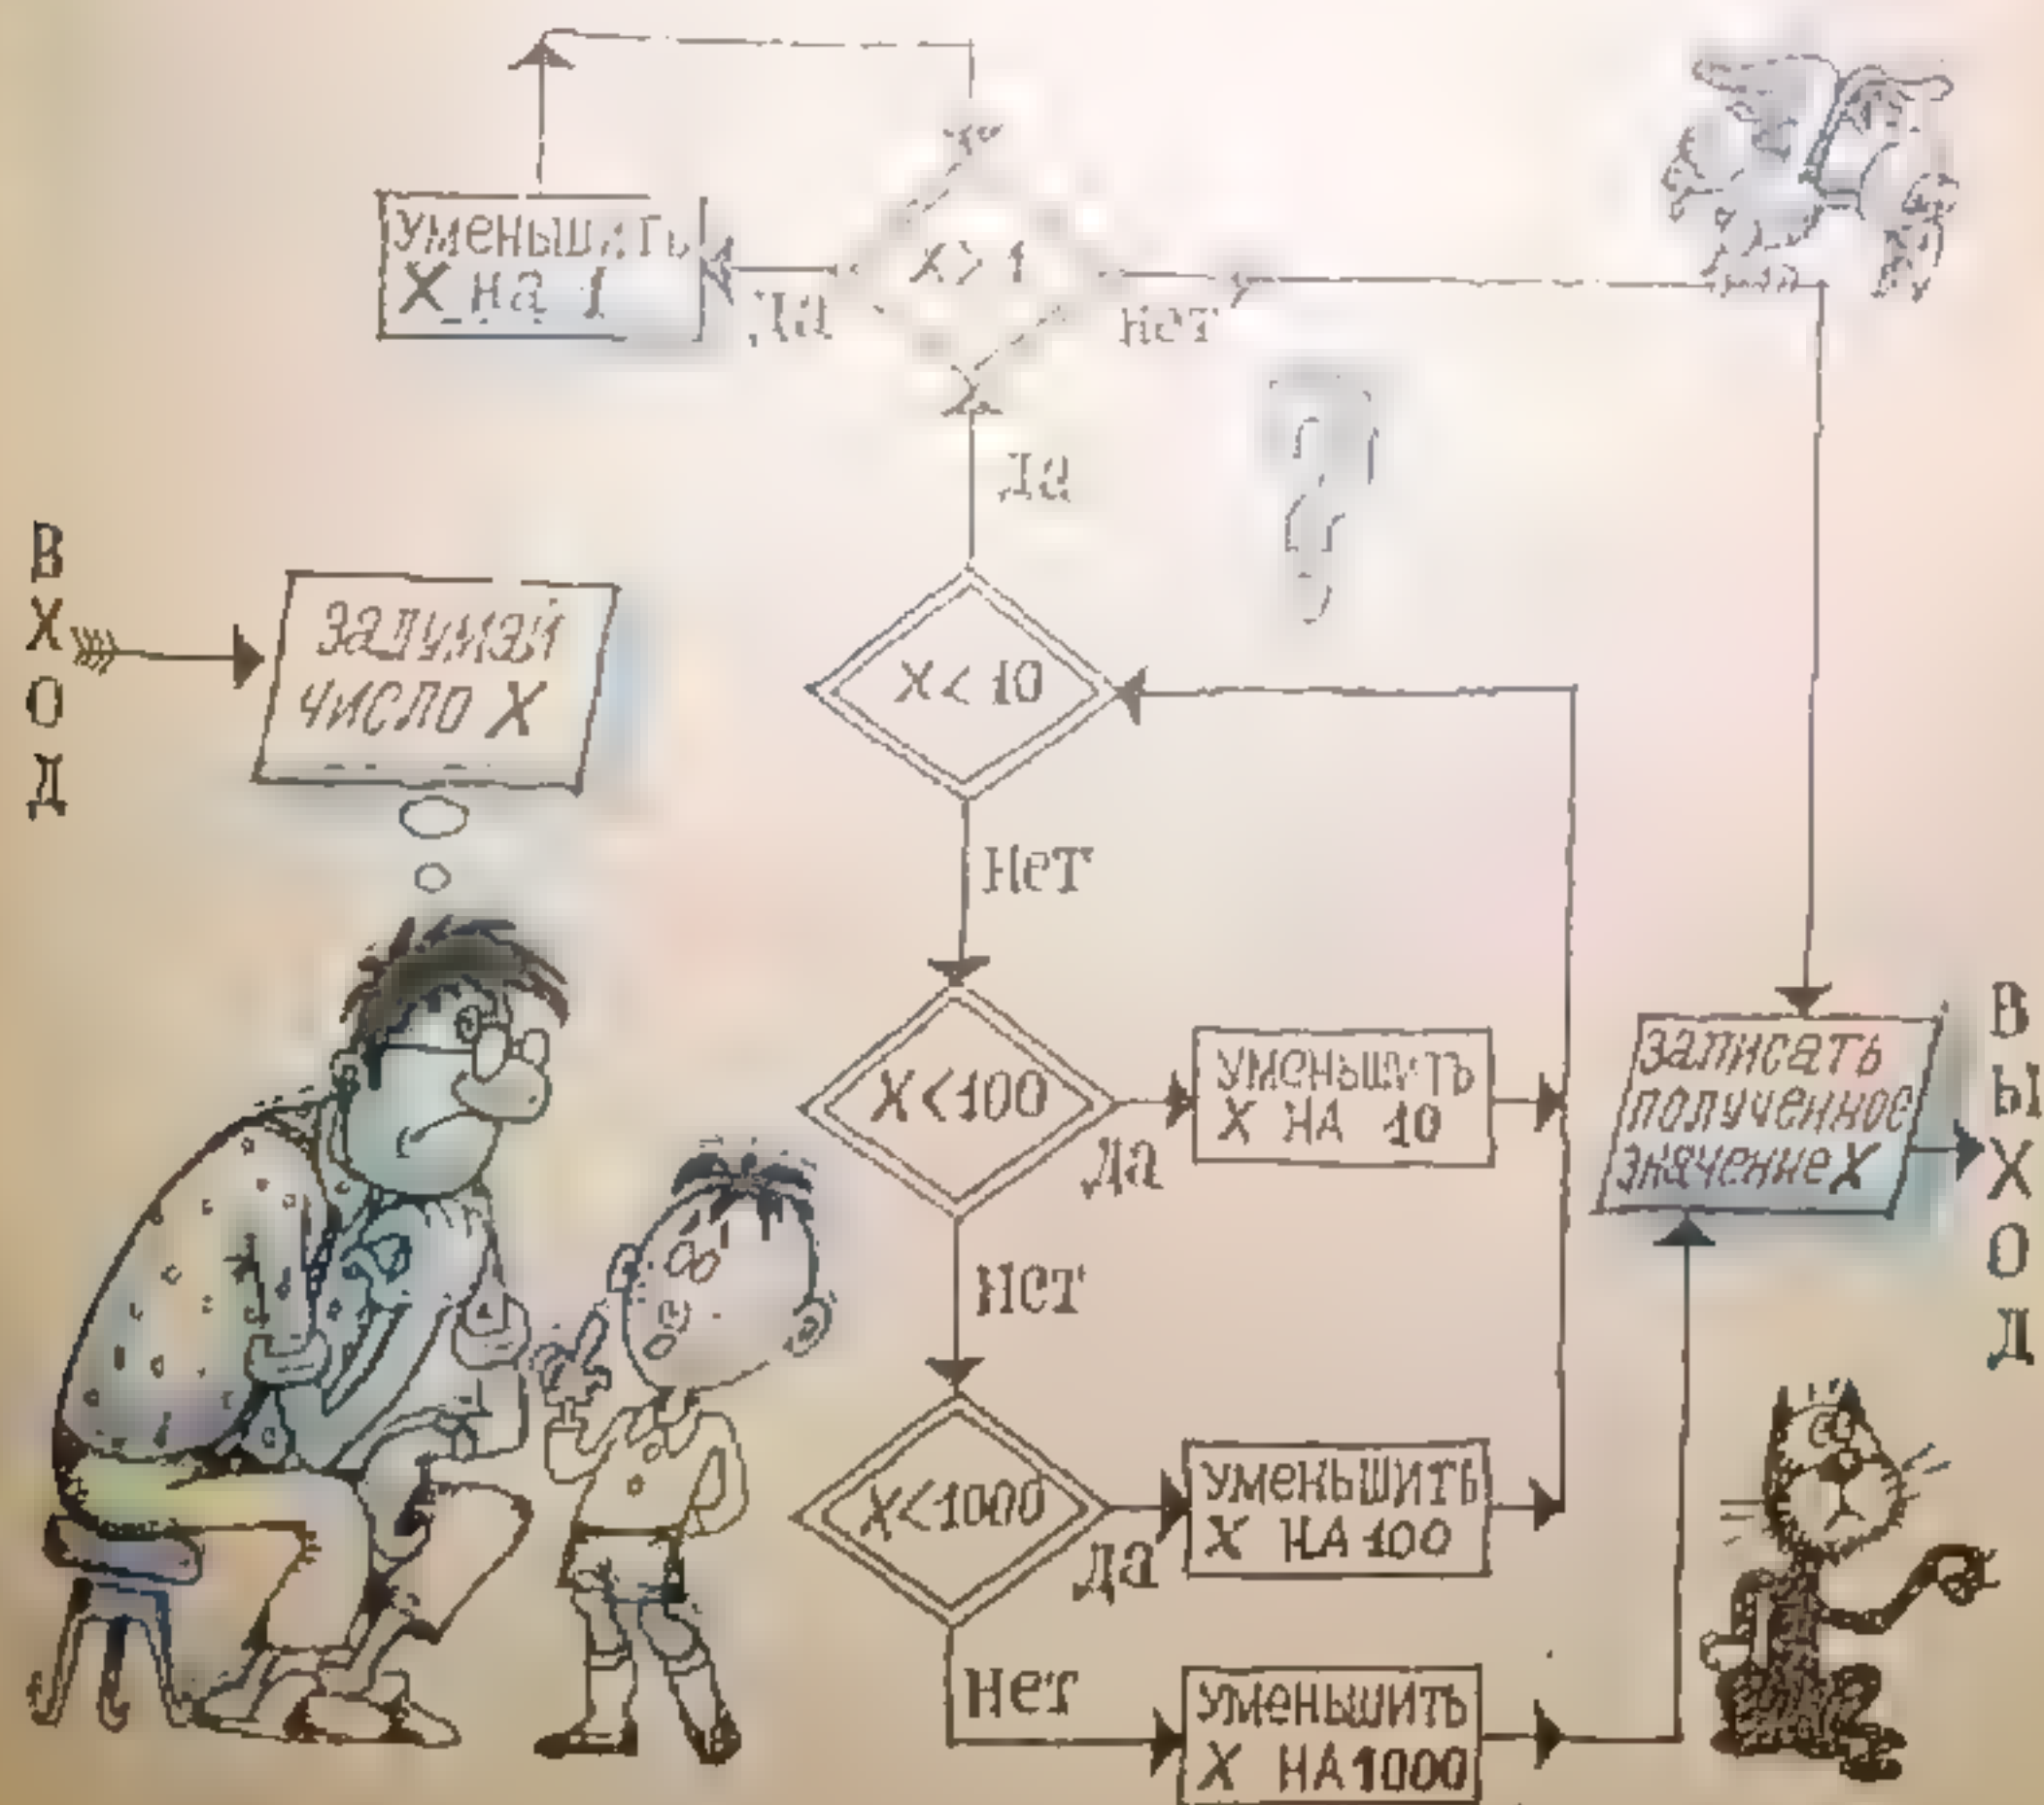 УМЕНЬШИТЬ
X на 1
да
X > 1
нет
да
ВХОД
ЗАДУМАЙ
ЧИСЛО X
X < 10
нет
X < 100
да
УМЕНЬШИТЬ
X НА 10
ЗАПИСАТЬ
ПОЛУЧЕННОЕ
ЗНАЧЕНИЕ X
ВЫХОД
нет
X < 1000
да
УМЕНЬШИТЬ
X НА 100
нет
УМЕНЬШИТЬ
X НА 1000